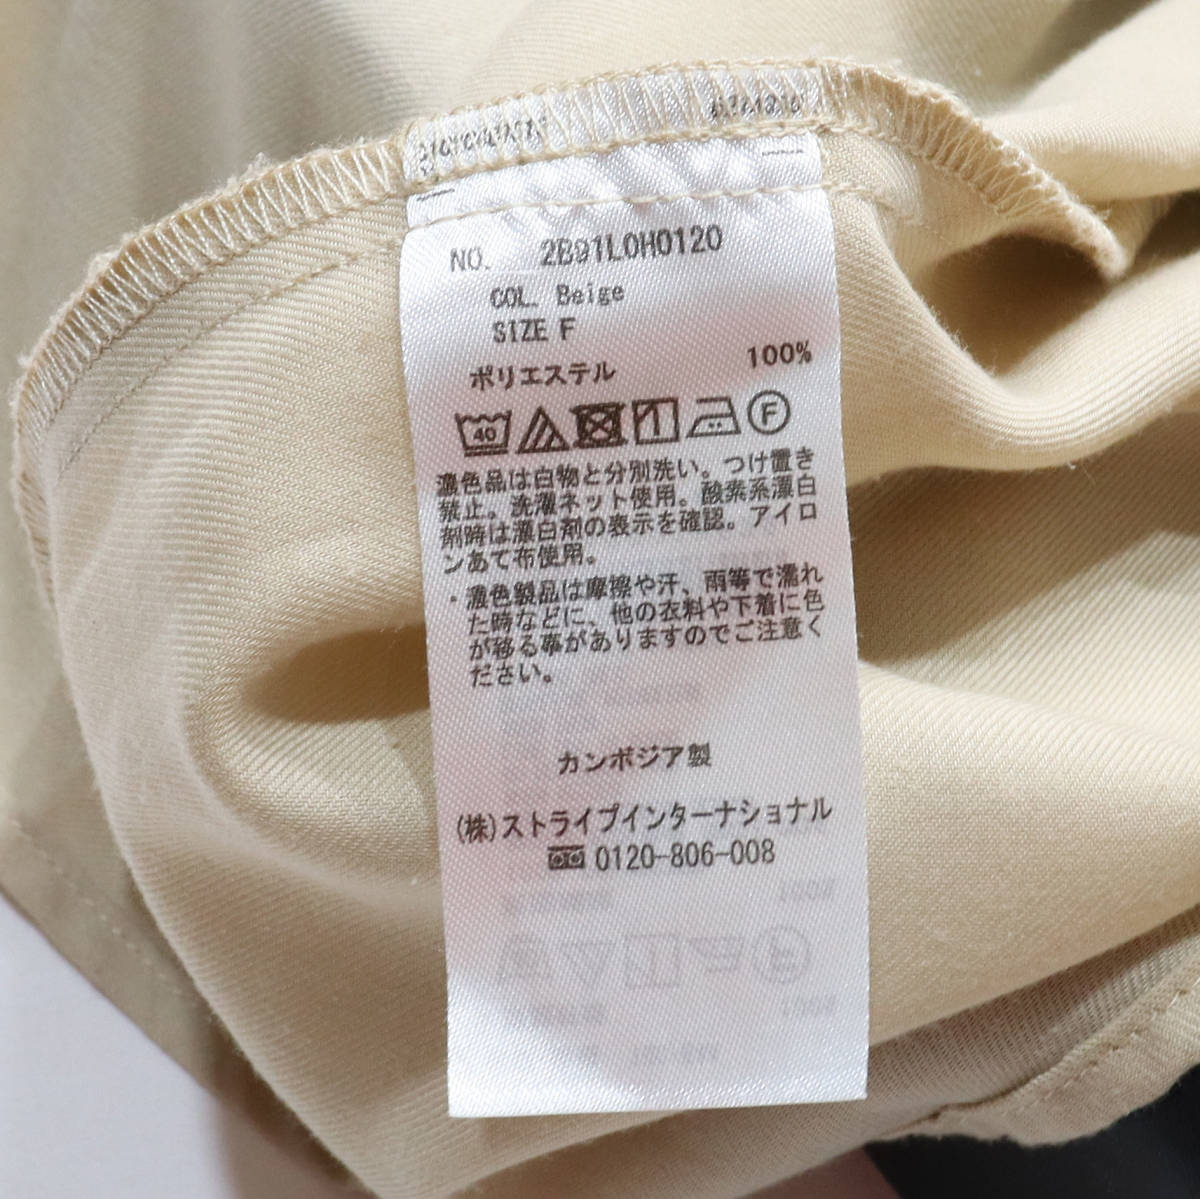 NO. 2B91L0H0120
COL. Beige
SIZE F
ポリエステル 100%
40 F
濃色品は白物と分別洗い。つけ置き
禁止。洗濯ネット使用。酸素系漂白
剤時は漂白剤の表示を確認。アイロ
ンあて布使用。
・濃色製品は摩擦や汗、雨等で濡れ
た時などに、他の衣料や下着に色
が移る事がありますのでご注意く
ださい。
カンボジア製
(株)ストライプインターナショナル
0120-806-008